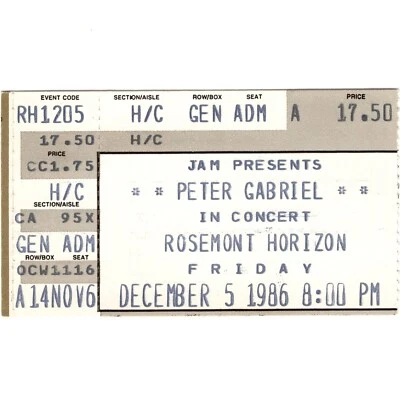 EVENT CODE SECTION/AISLE ROW/BOX SEAT PRICE
RH1205 H/C GEN ADM A 17.50
17.50 H/C
PRICE
CC1.75
JAM PRESENTS
H/C
** PETER GABRIEL **
SECTION/AISLE
CA 95X
IN CONCERT
GEN ADM
ROSEMONT HORIZON
ROW/BOX SEAT
OCW1116
FRIDAY
A14NOV6
DECEMBER 5 1986 8:00 PM